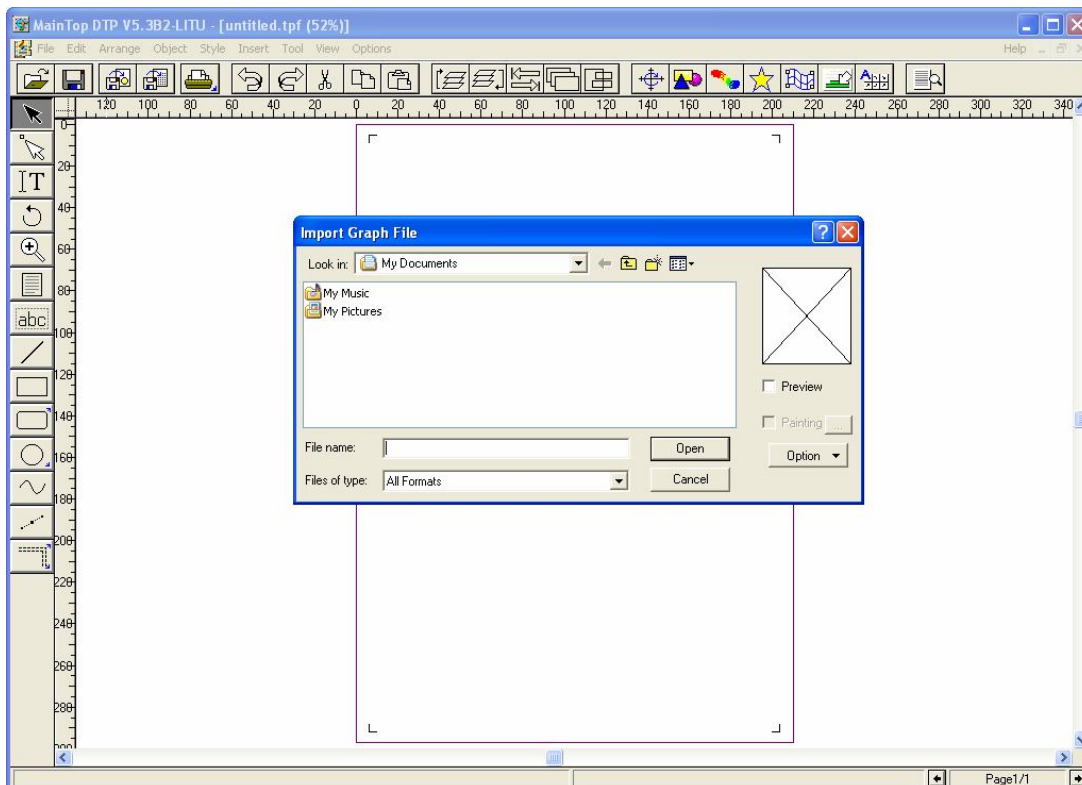 MainTop DTP V5.3B2-LITU - [untitled.tpf (52%)]
File Edit Arrange Object Style Insert Tool View Options Help
120 100 80 60 40 20 0 20 40 60 80 100 120 140 160 180 200 220 240 260 280 300 320 340
0
20
T
40
60
80
abc
100
120
140
160
180
200
220
240
260
280
300
Import Graph File
Look in: My Documents
My Music
My Pictures
Preview
Painting ...
File name: Open
Option
Files of type: All Formats Cancel
Page1/1